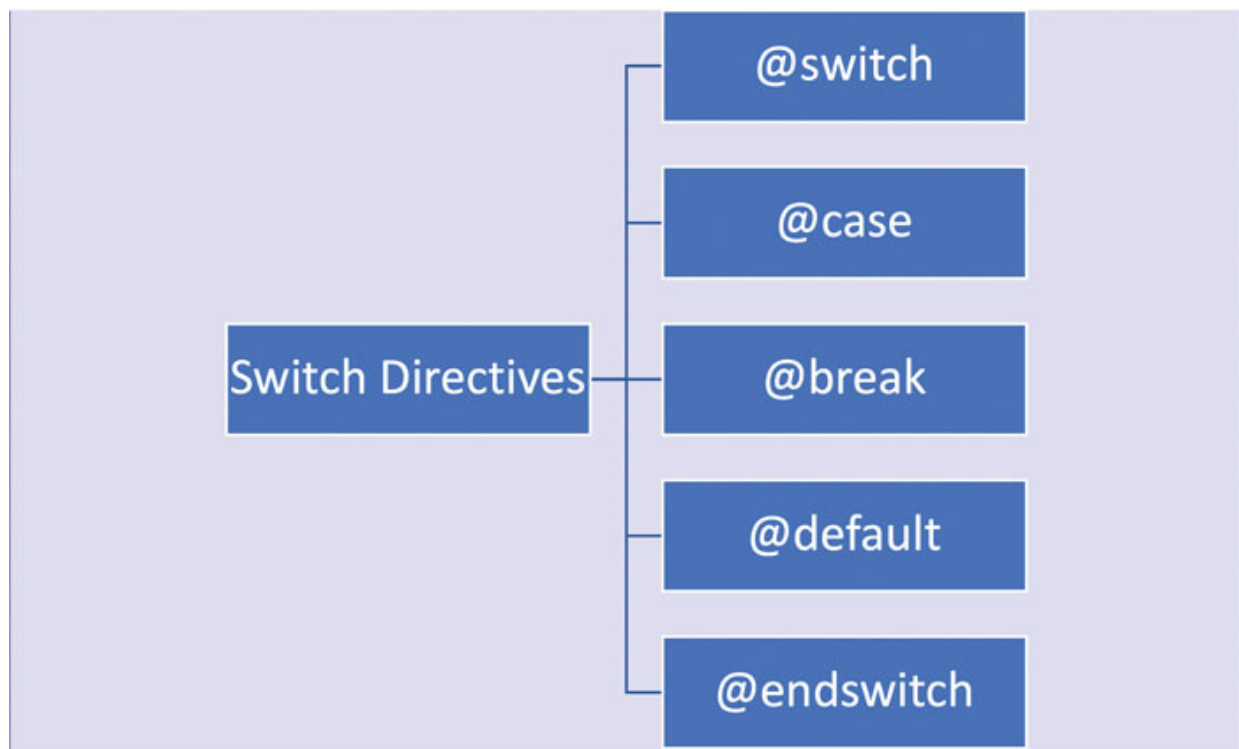 Switch Directives
@switch
@case
@break
@default
@endswitch